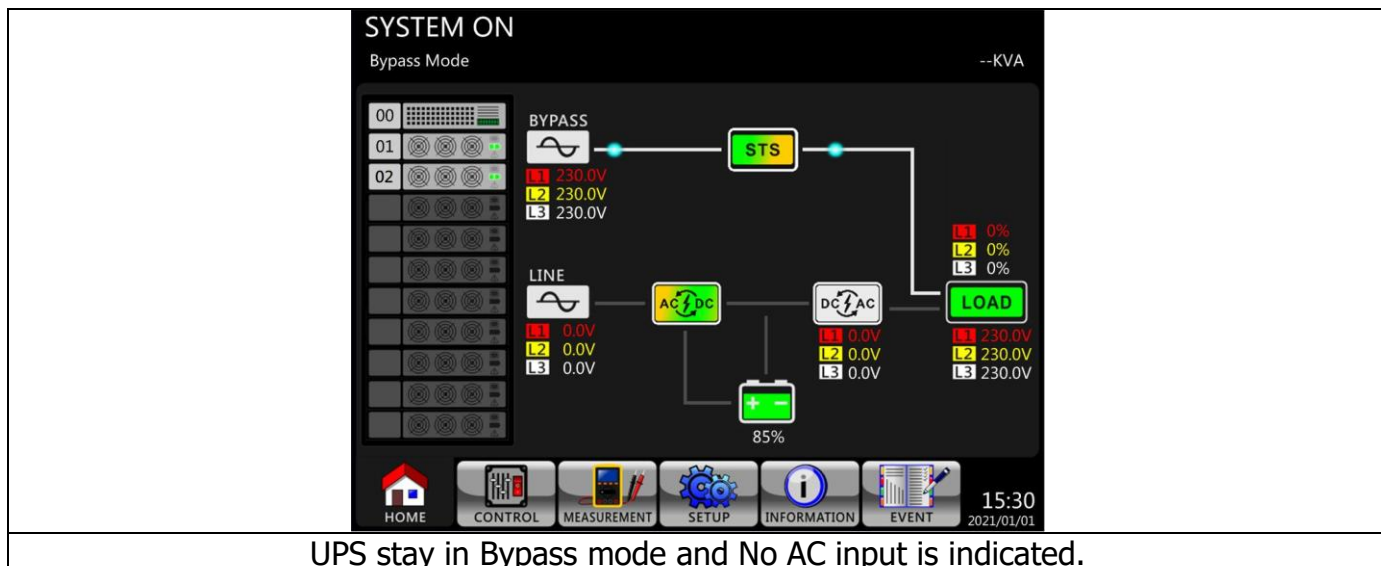 SYSTEM ON
Bypass Mode --KVA
00
01
02
BYPASS
STS
L1 230.0V
L2 230.0V
L3 230.0V
L1 0%
L2 0%
L3 0%
LINE
AC DC
DC AC
LOAD
L1 0.0V
L2 0.0V
L3 0.0V
L1 0.0V
L2 0.0V
L3 0.0V
L1 230.0V
L2 230.0V
L3 230.0V
+ -
85%
HOME CONTROL MEASUREMENT SETUP INFORMATION EVENT
15:30
2021/01/01
UPS stay in Bypass mode and No AC input is indicated.